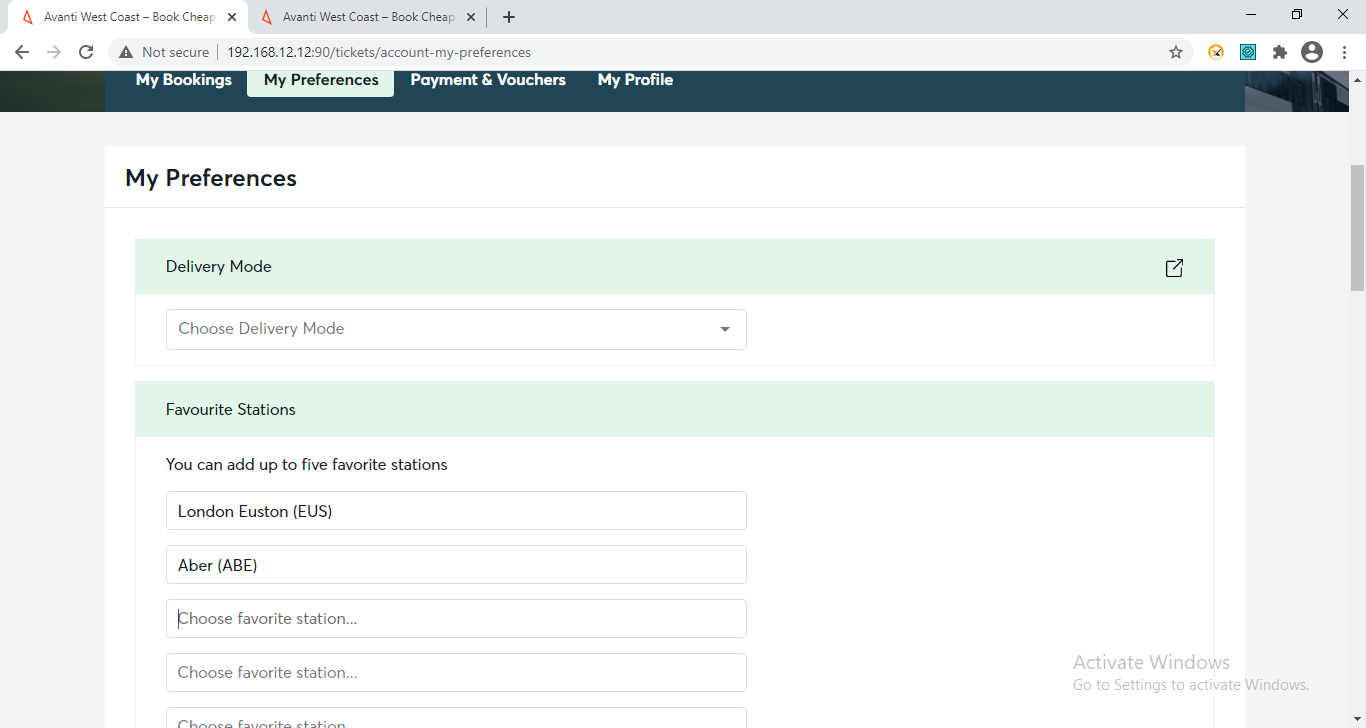 Avanti West Coast – Book Cheap
Avanti West Coast – Book Cheap
Not secure
192.168.12.12:90/tickets/account-my-preferences
My Bookings
My Preferences
Payment & Vouchers
My Profile
My Preferences
Delivery Mode
Choose Delivery Mode
Favourite Stations
You can add up to five favorite stations
London Euston (EUS)
Aber (ABE)
Choose favorite station...
Choose favorite station...
Choose favorite station...
Activate Windows
Go to Settings to activate Windows.